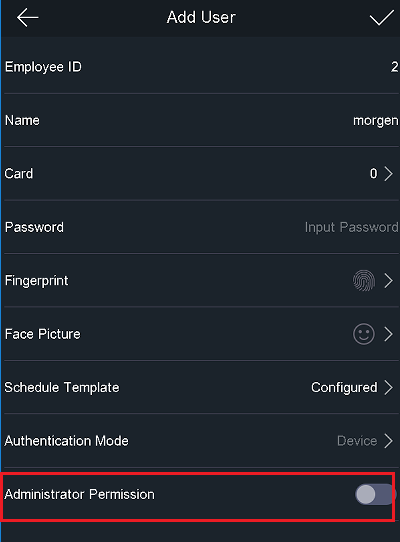 Add User
Employee ID 2
Name morgen
Card 0
Password Input Password
Fingerprint
Face Picture
Schedule Template Configured
Authentication Mode Device
Administrator Permission